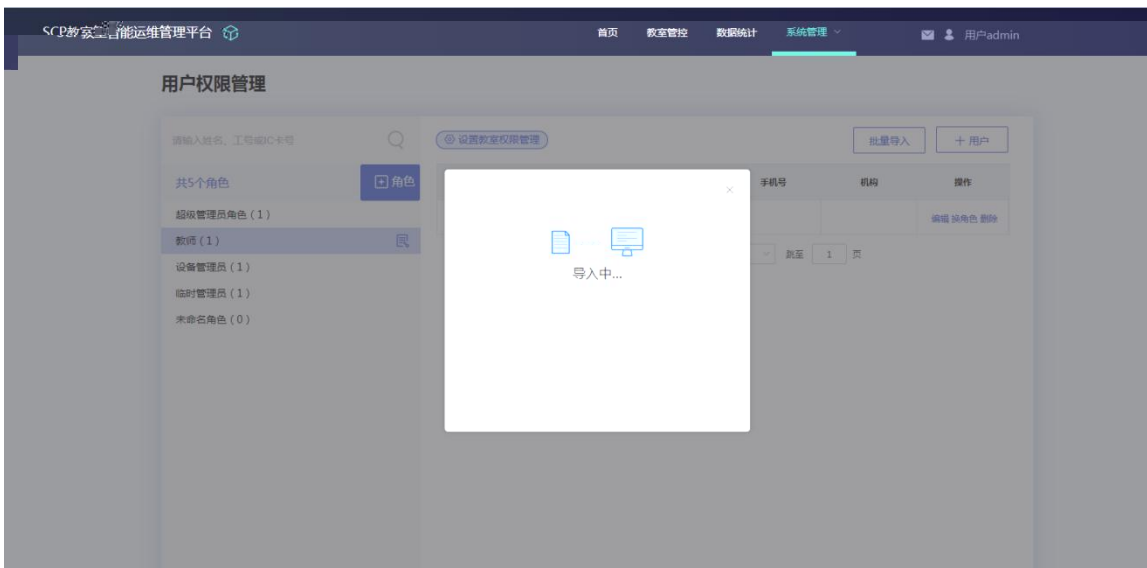 SCP教室智能运维管理平台
首页 教室管控 数据统计 系统管理 用户admin
用户权限管理
请输入姓名、工号或IC卡号
设置教室权限管理 批量导入 十用户
共5个角色 角色 手机号 机构 操作
超级管理员角色 ( 1 ) 编辑 换角色 删除
教师 ( 1 )
跳至 1 页
设备管理员 ( 1 )
导入中...
临时管理员 ( 1 )
未命名角色 ( 0 )